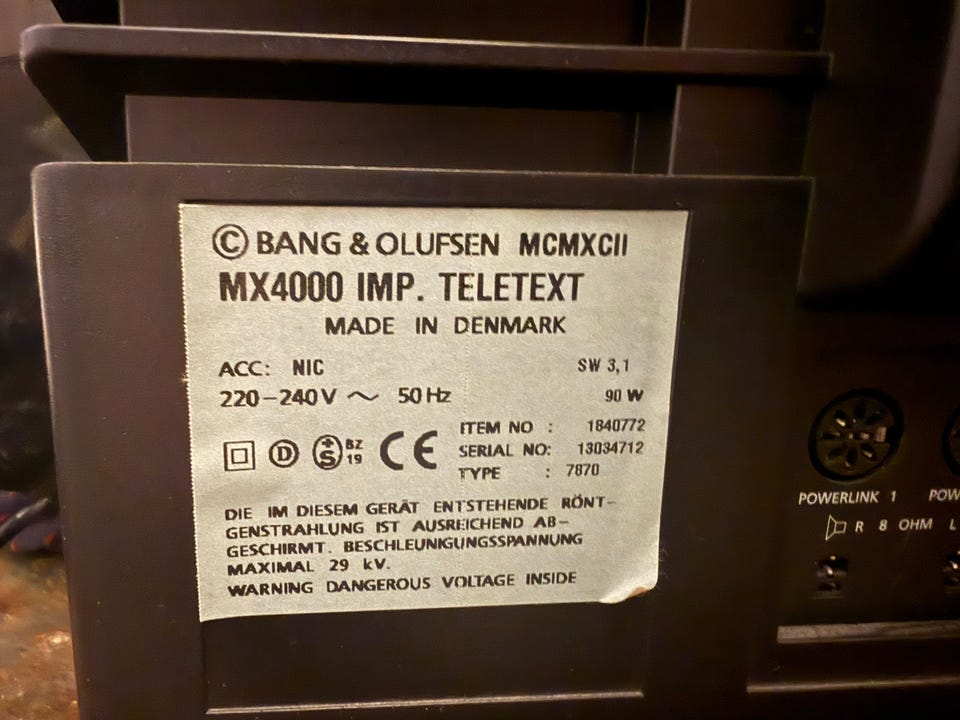 © BANG & OLUFSEN MCMXCII
MX4000 IMP. TELETEXT
MADE IN DENMARK
ACC: NIC SW 3,1
220-240V ~ 50Hz 90 W
ITEM NO : 1840772
SERIAL NO: 13034712
TYPE : 7870
D +S BZ 19 CE
DIE IM DIESEM GERÄT ENTSTEHENDE RÖNT-
GENSTRAHLUNG IST AUSREICHEND AB-
GESCHIRMT. BESCHLEUNIGUNGSSPANNUNG
MAXIMAL 29 kV.
WARNING DANGEROUS VOLTAGE INSIDE
POWERLINK 1 POW
R 8 OHM L